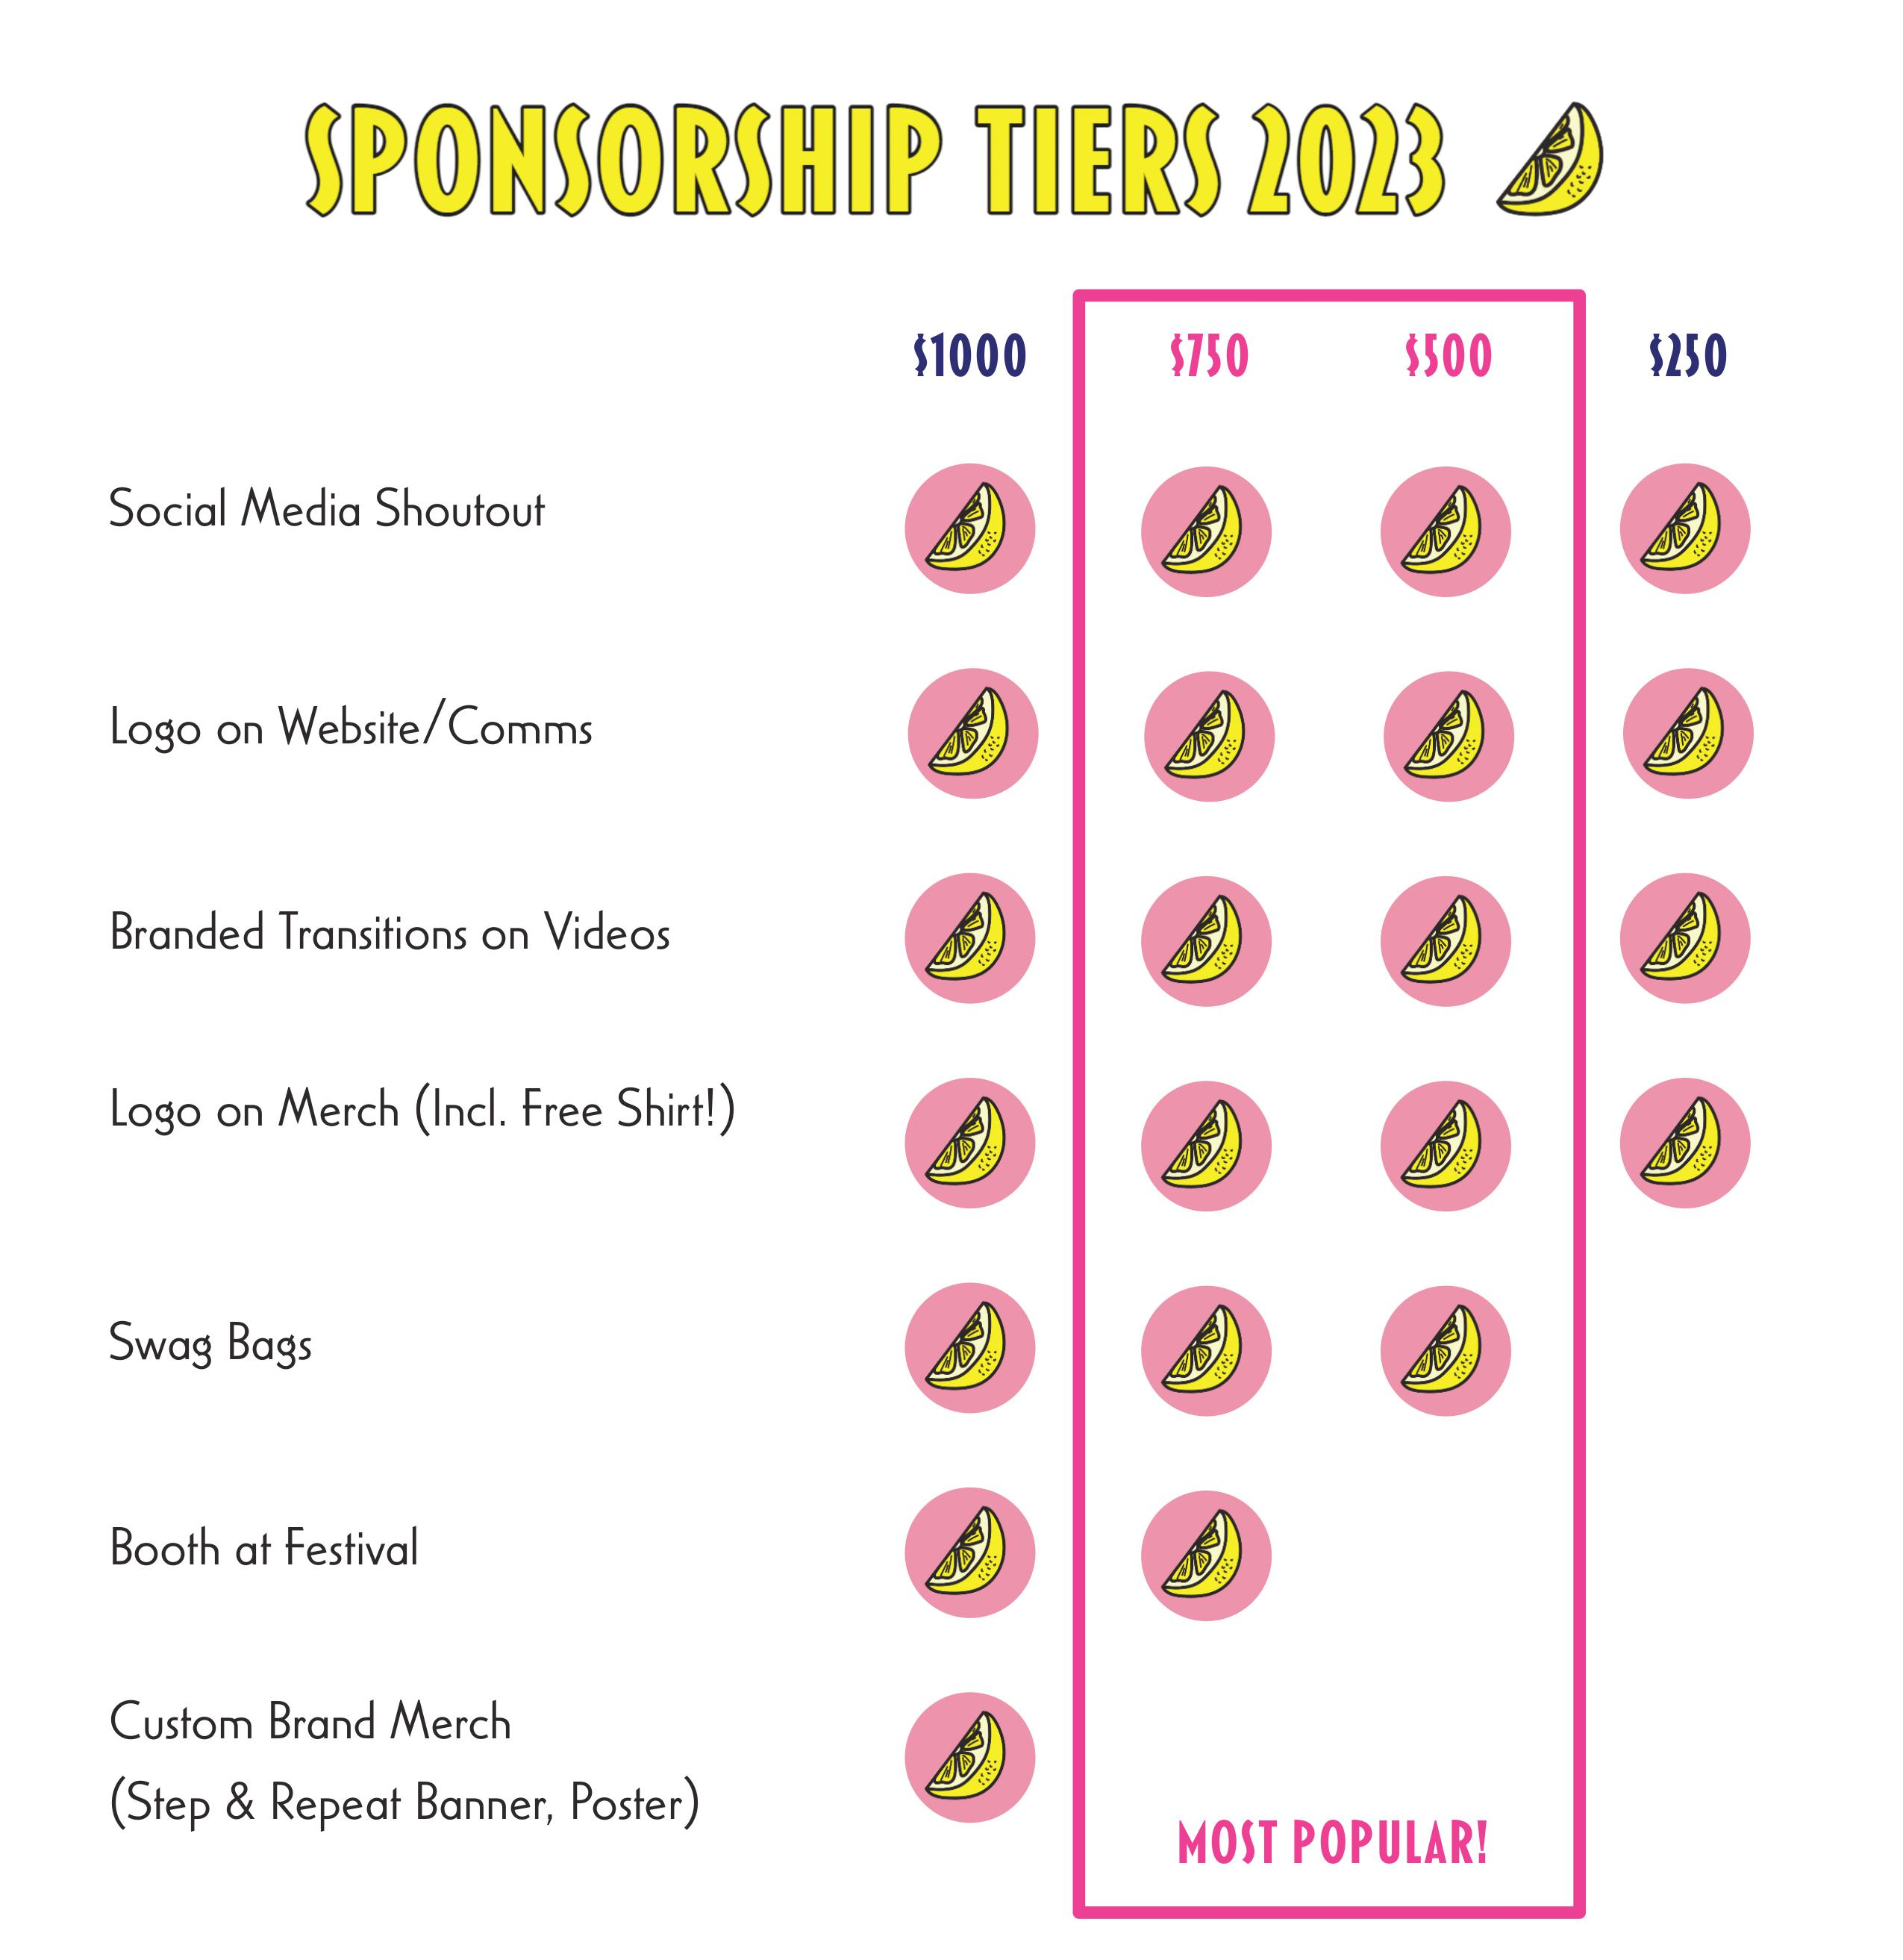 SPONSORSHIP TIERS 2023
$1000 $750 $500 $250
Social Media Shoutout
Logo on Website/Comms
Branded Transitions on Videos
Logo on Merch (Incl. Free Shirt!)
Swag Bags
Booth at Festival
Custom Brand Merch
(Step & Repeat Banner, Poster)
MOST POPULAR!